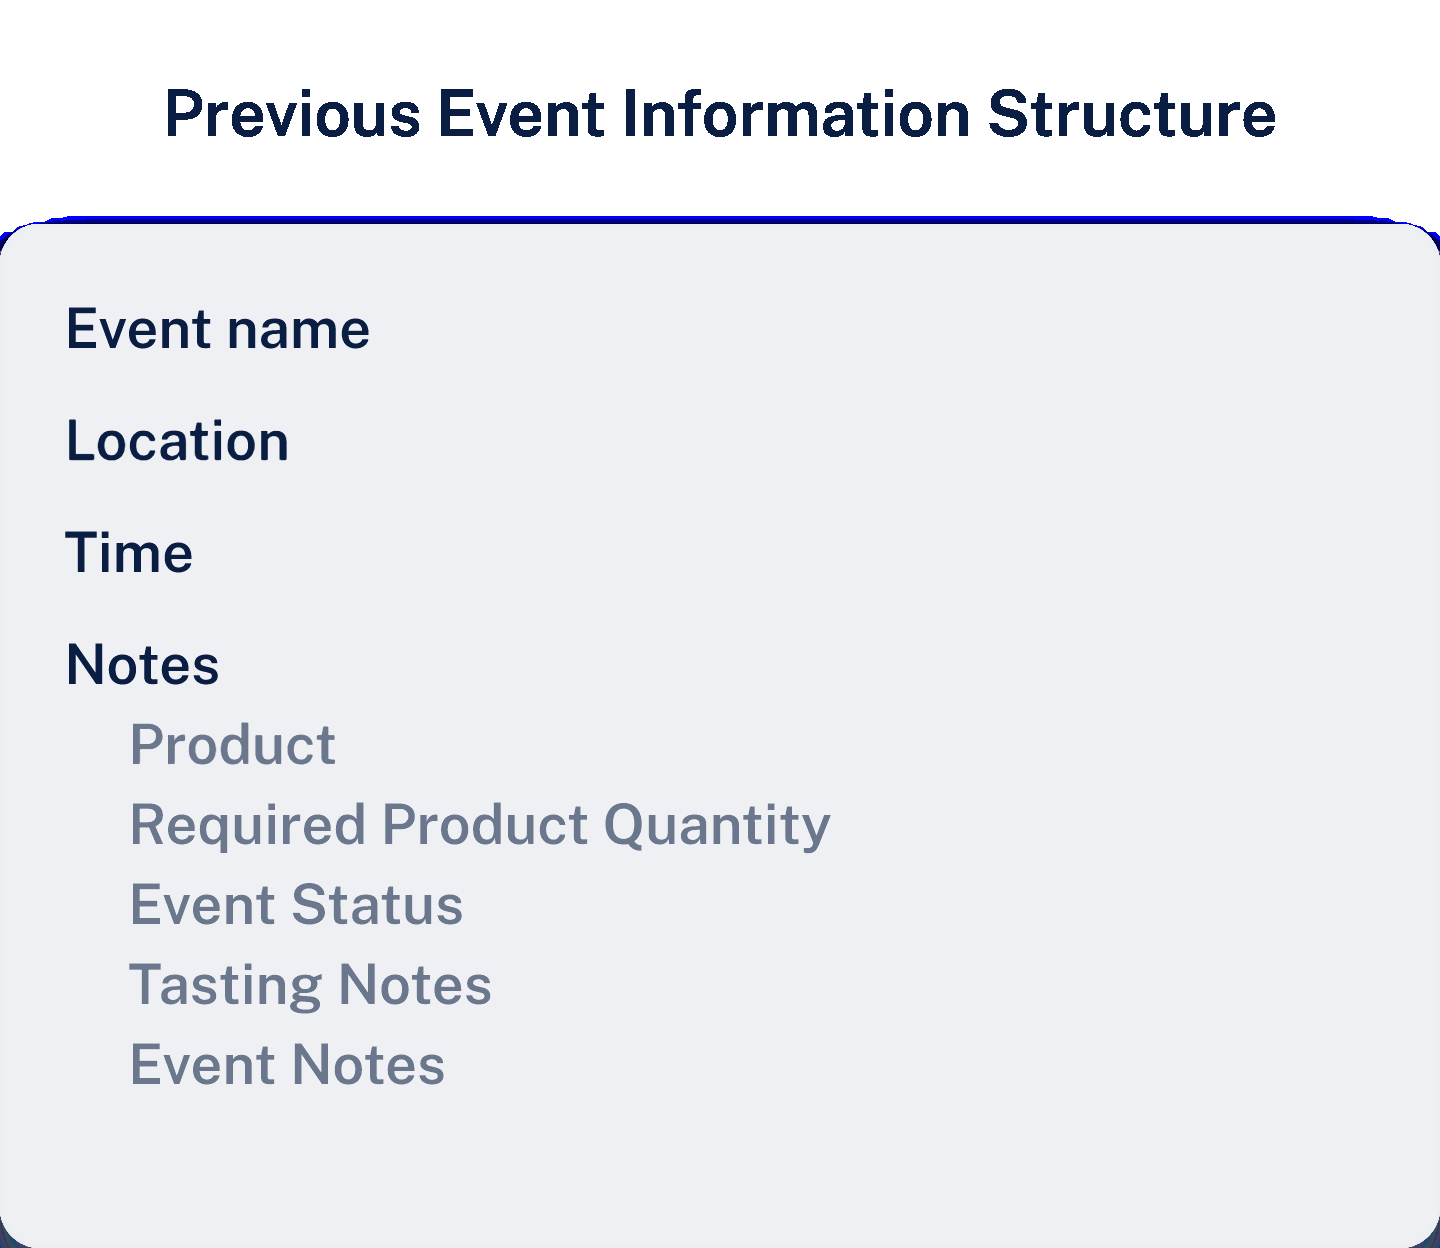 Previous Event Information Structure
Event name
Location
Time
Notes
Product
Required Product Quantity
Event Status
Tasting Notes
Event Notes